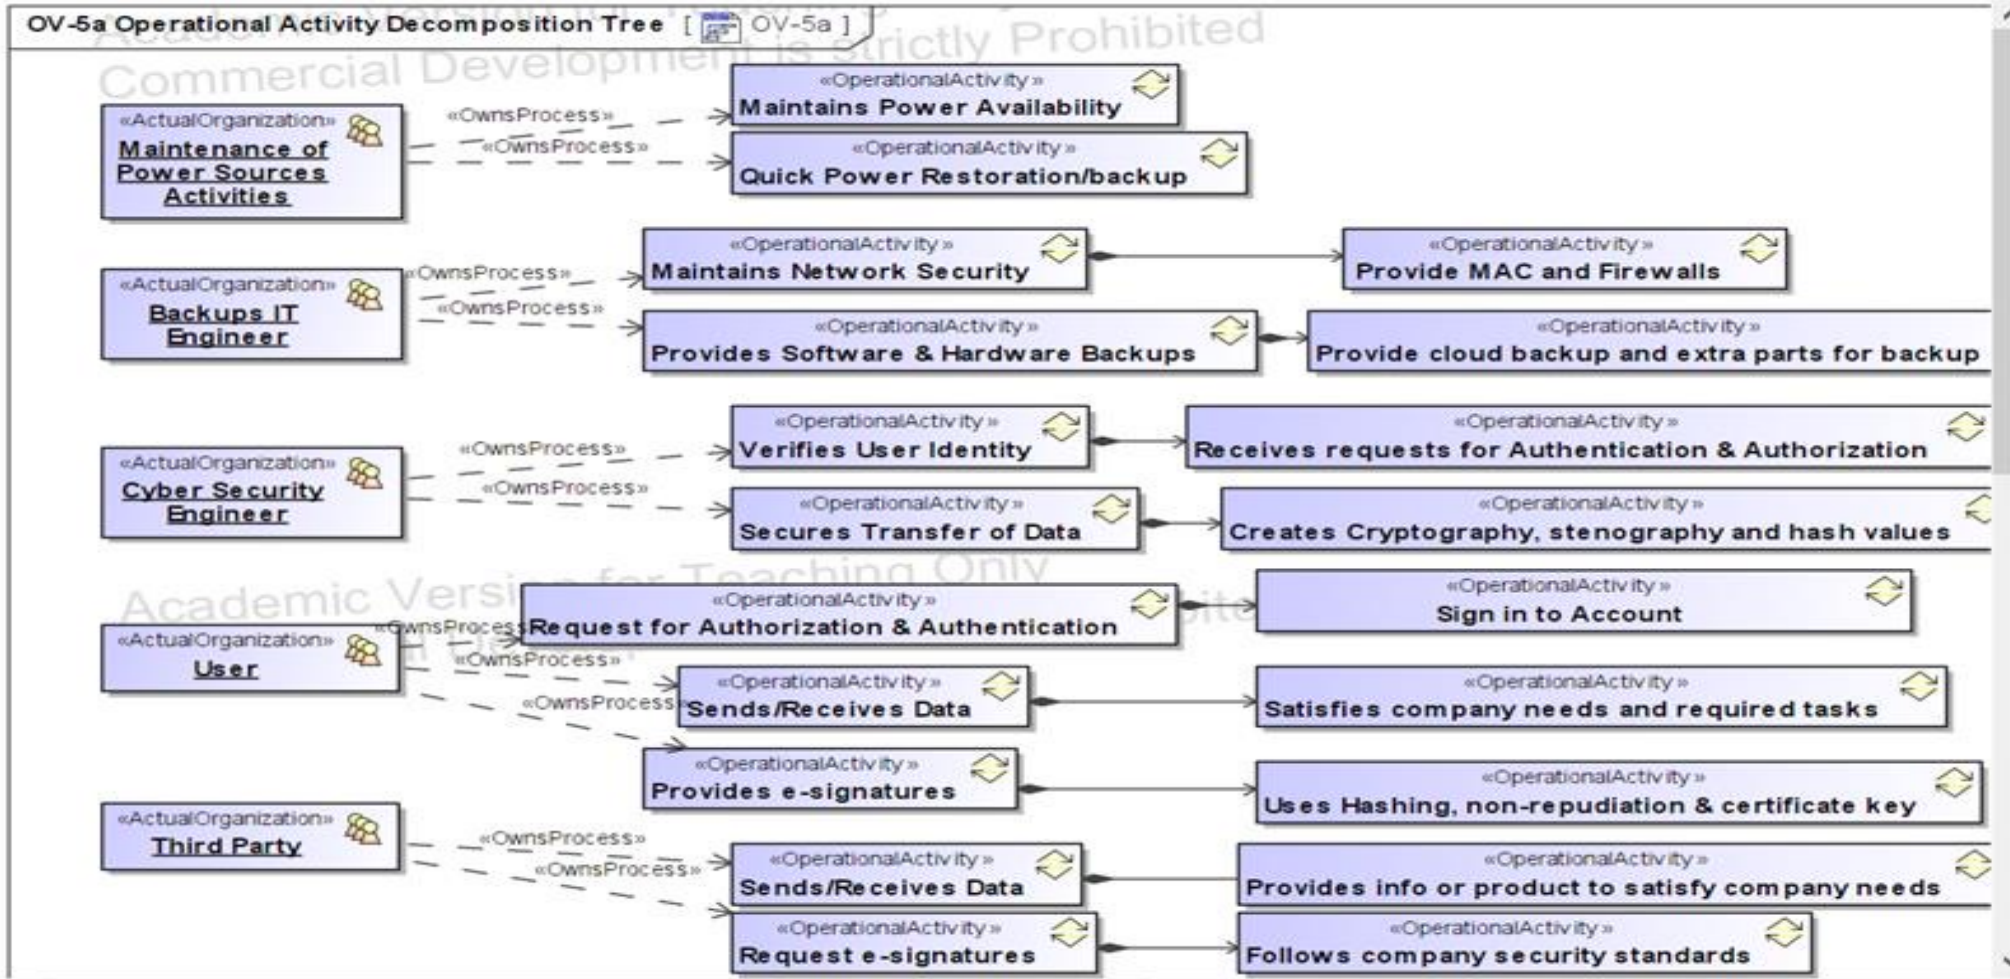 OV-5a Operational Activity Decomposition Tree [ OV-5a ]
Commercial Development is strictly Prohibited
«ActualOrganization»
Maintenance of
Power Sources
Activities
«OwnsProcess»
«OwnsProcess»
«OperationalActivity»
Maintains Power Availability
«OperationalActivity»
Quick Power Restoration/backup
«ActualOrganization»
Backups IT
Engineer
«OwnsProcess»
«OwnsProcess»
«OperationalActivity»
Maintains Network Security
«OperationalActivity»
Provide MAC and Firewalls
«OperationalActivity»
Provides Software & Hardware Backups
«OperationalActivity»
Provide cloud backup and extra parts for backup
«ActualOrganization»
Cyber Security
Engineer
«OwnsProcess»
«OwnsProcess»
«OperationalActivity»
Verifies User Identity
«OperationalActivity»
Receives requests for Authentication & Authorization
«OperationalActivity»
Secures Transfer of Data
«OperationalActivity»
Creates Cryptography, stenography and hash values
Academic Version for Teaching Only
«ActualOrganization»
User
«OwnsProcess
«OwnsProcess»
«OwnsProcess
«OperationalActivity»
Request for Authorization & Authentication
«OperationalActivity»
Sign in to Account
«OperationalActivity»
Sends/Receives Data
«OperationalActivity»
Satisfies company needs and required tasks
«OperationalActivity»
Provides e-signatures
«OperationalActivity»
Uses Hashing, non-repudiation & certificate key
«ActualOrganization»
Third Party
«OwnsProcess»
«OwnsProcess»
«OperationalActivity»
Sends/Receives Data
«OperationalActivity»
Provides info or product to satisfy company needs
«OperationalActivity»
Request e-signatures
«OperationalActivity»
Follows company security standards